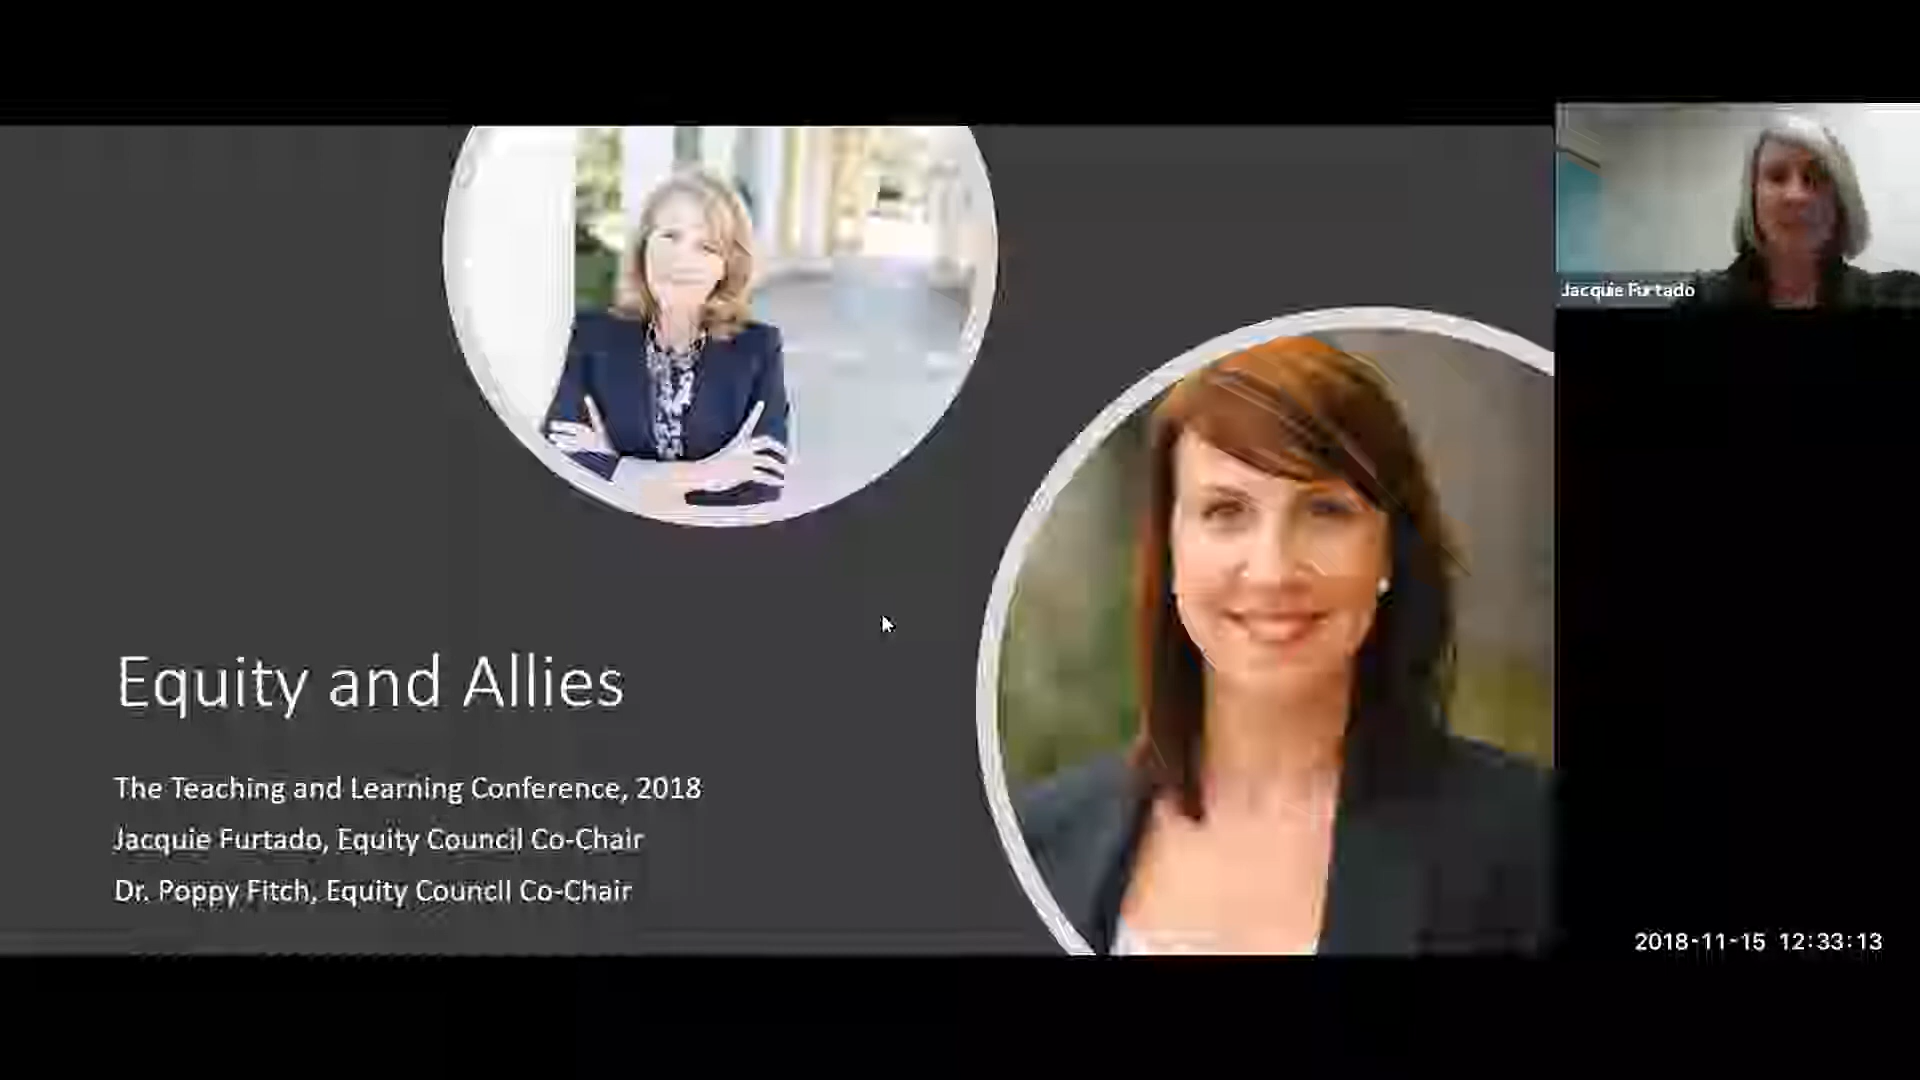 Jacquie Furtado
Equity and Allies
The Teaching and Learning Conference, 2018
Jacquie Furtado, Equity Council Co-Chair
Dr. Poppy Fitch, Equity Council Co-Chair
2018-11-15 12:33:13